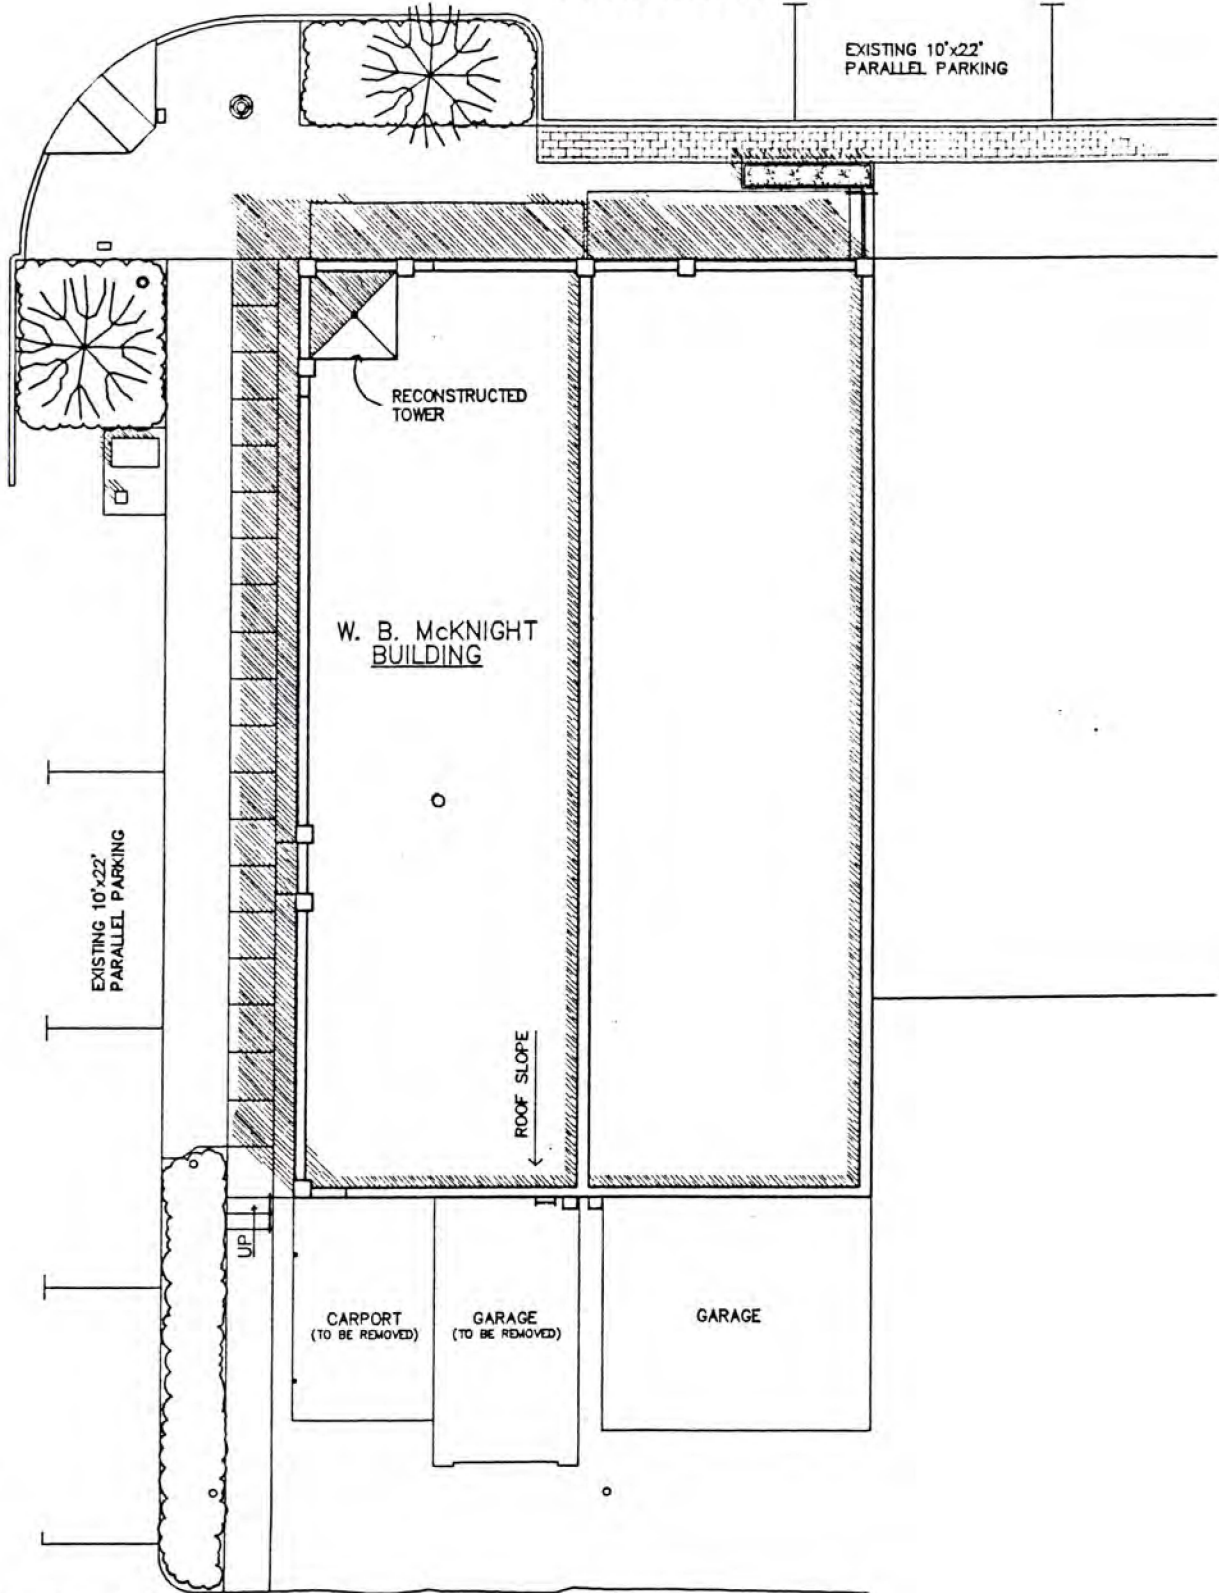 EXISTING 10'x22'
PARALLEL PARKING
RECONSTRUCTED
TOWER
W. B. McKNIGHT
BUILDING
EXISTING 10'x22'
PARALLEL PARKING
ROOF SLOPE
UP
CARPORT
(TO BE REMOVED)
GARAGE
(TO BE REMOVED)
GARAGE